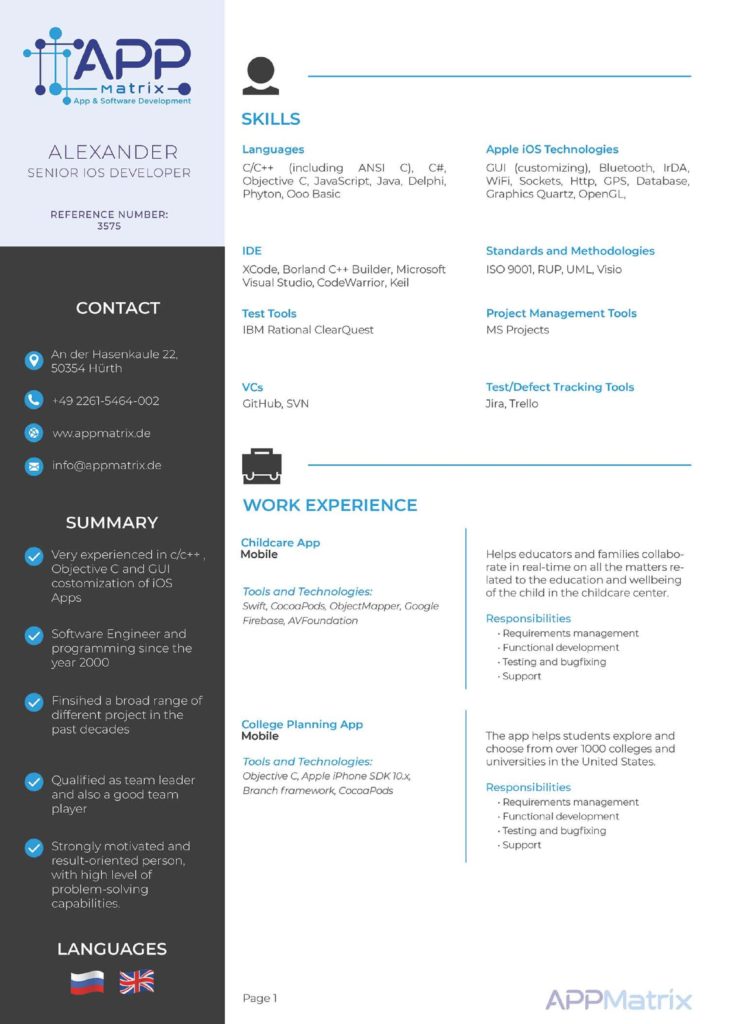 APP
Matrix
App & Software Development
ALEXANDER
SENIOR IOS DEVELOPER
REFERENCE NUMBER:
3575
CONTACT
An der Hasenkaule 22,
50354 Hürth
+49 2261-5464-002
ww.appmatrix.de
info@appmatrix.de
SUMMARY
Very experienced in c/c++ ,
Objective C and GUI
costomization of iOS
Apps
Software Engineer and
programming since the
year 2000
Finsihed a broad range of
different project in the
past decades
Qualified as team leader
and also a good team
player
Strongly motivated and
result-oriented person,
with high level of
problem-solving
capabilities.
LANGUAGES
SKILLS
Languages
C/C++ (including ANSI C), C#,
Objective C, JavaScript, Java, Delphi,
Phyton, Ooo Basic
Apple iOS Technologies
GUI (customizing), Bluetooth, IrDA,
WiFi, Sockets, Http, GPS, Database,
Graphics Quartz, OpenGL,
IDE
XCode, Borland C++ Builder, Microsoft
Visual Studio, CodeWarrior, Keil
Standards and Methodologies
ISO 9001, RUP, UML, Visio
Test Tools
IBM Rational ClearQuest
Project Management Tools
MS Projects
VCs
GitHub, SVN
Test/Defect Tracking Tools
Jira, Trello
WORK EXPERIENCE
Childcare App
Mobile
Tools and Technologies:
Swift, CocoaPods, ObjectMapper, Google
Firebase, AVFoundation
Helps educators and families collabo-
rate in real-time on all the matters re-
lated to the education and wellbeing
of the child in the childcare center.
Responsibilities
• Requirements management
• Functional development
• Testing and bugfixing
• Support
College Planning App
Mobile
Tools and Technologies:
Objective C, Apple iPhone SDK 10.x,
Branch framework, CocoaPods
The app helps students explore and
choose from over 1000 colleges and
universities in the United States.
Responsibilities
• Requirements management
• Functional development
• Testing and bugfixing
• Support
Page 1
APPMatrix